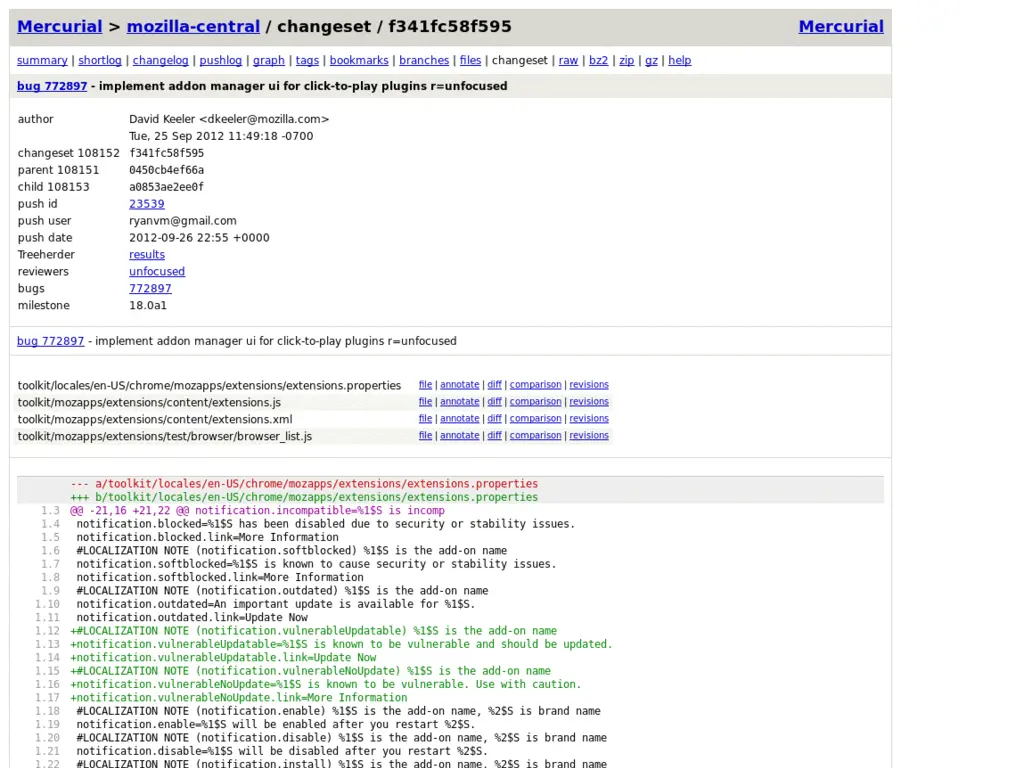 Mercurial > mozilla-central / changeset / f341fc58f595 Mercurial
summary | shortlog | changelog | pushlog | graph | tags | bookmarks | branches | files | changeset | raw | bz2 | zip | gz | help
bug 772897 - implement addon manager ui for click-to-play plugins r=unfocused
author David Keeler <dkeeler@mozilla.com>
Tue, 25 Sep 2012 11:49:18 -0700
changeset 108152 f341fc58f595
parent 108151 0450cb4ef66a
child 108153 a0853ae2ee0f
push id 23539
push user ryanvm@gmail.com
push date 2012-09-26 22:55 +0000
Treeherder results
reviewers unfocused
bugs 772897
milestone 18.0a1
bug 772897 - implement addon manager ui for click-to-play plugins r=unfocused
toolkit/locales/en-US/chrome/mozapps/extensions/extensions.properties file | annotate | diff | comparison | revisions
toolkit/mozapps/extensions/content/extensions.js file | annotate | diff | comparison | revisions
toolkit/mozapps/extensions/content/extensions.xml file | annotate | diff | comparison | revisions
toolkit/mozapps/extensions/test/browser/browser_list.js file | annotate | diff | comparison | revisions
--- a/toolkit/locales/en-US/chrome/mozapps/extensions/extensions.properties
+++ b/toolkit/locales/en-US/chrome/mozapps/extensions/extensions.properties
1.3 @@ -21,16 +21,22 @@ notification.incompatible=%1$S is incomp
1.4 notification.blocked=%1$S has been disabled due to security or stability issues.
1.5 notification.blocked.link=More Information
1.6 #LOCALIZATION NOTE (notification.softblocked) %1$S is the add-on name
1.7 notification.softblocked=%1$S is known to cause security or stability issues.
1.8 notification.softblocked.link=More Information
1.9 #LOCALIZATION NOTE (notification.outdated) %1$S is the add-on name
1.10 notification.outdated=An important update is available for %1$S.
1.11 notification.outdated.link=Update Now
1.12 +#LOCALIZATION NOTE (notification.vulnerableUpdatable) %1$S is the add-on name
1.13 +notification.vulnerableUpdatable=%1$S is known to be vulnerable and should be updated.
1.14 +notification.vulnerableUpdatable.link=Update Now
1.15 +#LOCALIZATION NOTE (notification.vulnerableNoUpdate) %1$S is the add-on name
1.16 +notification.vulnerableNoUpdate=%1$S is known to be vulnerable. Use with caution.
1.17 +notification.vulnerableNoUpdate.link=More Information
1.18 #LOCALIZATION NOTE (notification.enable) %1$S is the add-on name, %2$S is brand name
1.19 notification.enable=%1$S will be enabled after you restart %2$S.
1.20 #LOCALIZATION NOTE (notification.disable) %1$S is the add-on name, %2$S is brand name
1.21 notification.disable=%1$S will be disabled after you restart %2$S.
1.22 #LOCALIZATION NOTE (notification.install) %1$S is the add-on name, %2$S is brand name